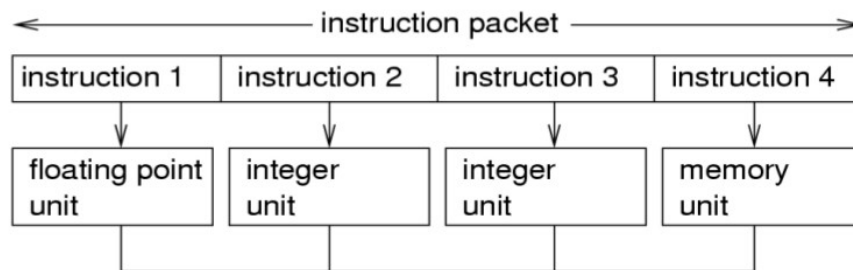 instruction packet
instruction 1 instruction 2 instruction 3 instruction 4
floating point integer integer memory
unit unit unit unit